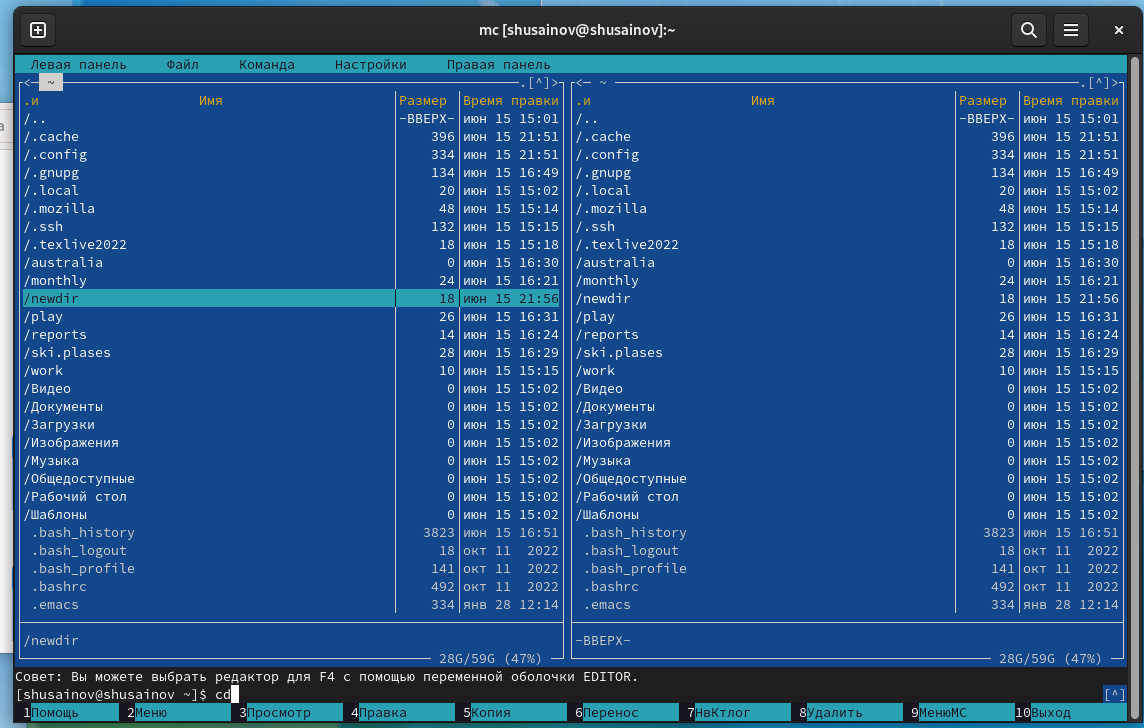 mc [shusainov@shusainov]:~
Левая панель Файл Команда Настройки Правая панель
<─ ~ .[^]> <─ ~ .[^]>
.и Имя Размер Время правки .и Имя Размер Время правки
/.. -ВВЕРХ- июн 15 15:01 /.. -ВВЕРХ- июн 15 15:01
/.cache 396 июн 15 21:51 /.cache 396 июн 15 21:51
/.config 334 июн 15 21:51 /.config 334 июн 15 21:51
/.gnupg 134 июн 15 16:49 /.gnupg 134 июн 15 16:49
/.local 20 июн 15 15:02 /.local 20 июн 15 15:02
/.mozilla 48 июн 15 15:14 /.mozilla 48 июн 15 15:14
/.ssh 132 июн 15 15:15 /.ssh 132 июн 15 15:15
/.texlive2022 18 июн 15 15:18 /.texlive2022 18 июн 15 15:18
/australia 0 июн 15 16:30 /australia 0 июн 15 16:30
/monthly 24 июн 15 16:21 /monthly 24 июн 15 16:21
/newdir 18 июн 15 21:56 /newdir 18 июн 15 21:56
/play 26 июн 15 16:31 /play 26 июн 15 16:31
/reports 14 июн 15 16:24 /reports 14 июн 15 16:24
/ski.plases 28 июн 15 16:29 /ski.plases 28 июн 15 16:29
/work 10 июн 15 15:15 /work 10 июн 15 15:15
/Видео 0 июн 15 15:02 /Видео 0 июн 15 15:02
/Документы 0 июн 15 15:02 /Документы 0 июн 15 15:02
/Загрузки 0 июн 15 15:02 /Загрузки 0 июн 15 15:02
/Изображения 0 июн 15 15:02 /Изображения 0 июн 15 15:02
/Музыка 0 июн 15 15:02 /Музыка 0 июн 15 15:02
/Общедоступные 0 июн 15 15:02 /Общедоступные 0 июн 15 15:02
/Рабочий стол 0 июн 15 15:02 /Рабочий стол 0 июн 15 15:02
/Шаблоны 0 июн 15 15:02 /Шаблоны 0 июн 15 15:02
.bash_history 3823 июн 15 16:51 .bash_history 3823 июн 15 16:51
.bash_logout 18 окт 11 2022 .bash_logout 18 окт 11 2022
.bash_profile 141 окт 11 2022 .bash_profile 141 окт 11 2022
.bashrc 492 окт 11 2022 .bashrc 492 окт 11 2022
.emacs 334 янв 28 12:14 .emacs 334 янв 28 12:14
/newdir -ВВЕРХ-
28G/59G (47%) 28G/59G (47%)
Совет: Вы можете выбрать редактор для F4 с помощью переменной оболочки EDITOR.
[shusainov@shusainov ~]$ cd [^]
1Помощь 2Меню 3Просмотр 4Правка 5Копия 6Перенос 7НвКтлог 8Удалить 9МенюМС 10Выход